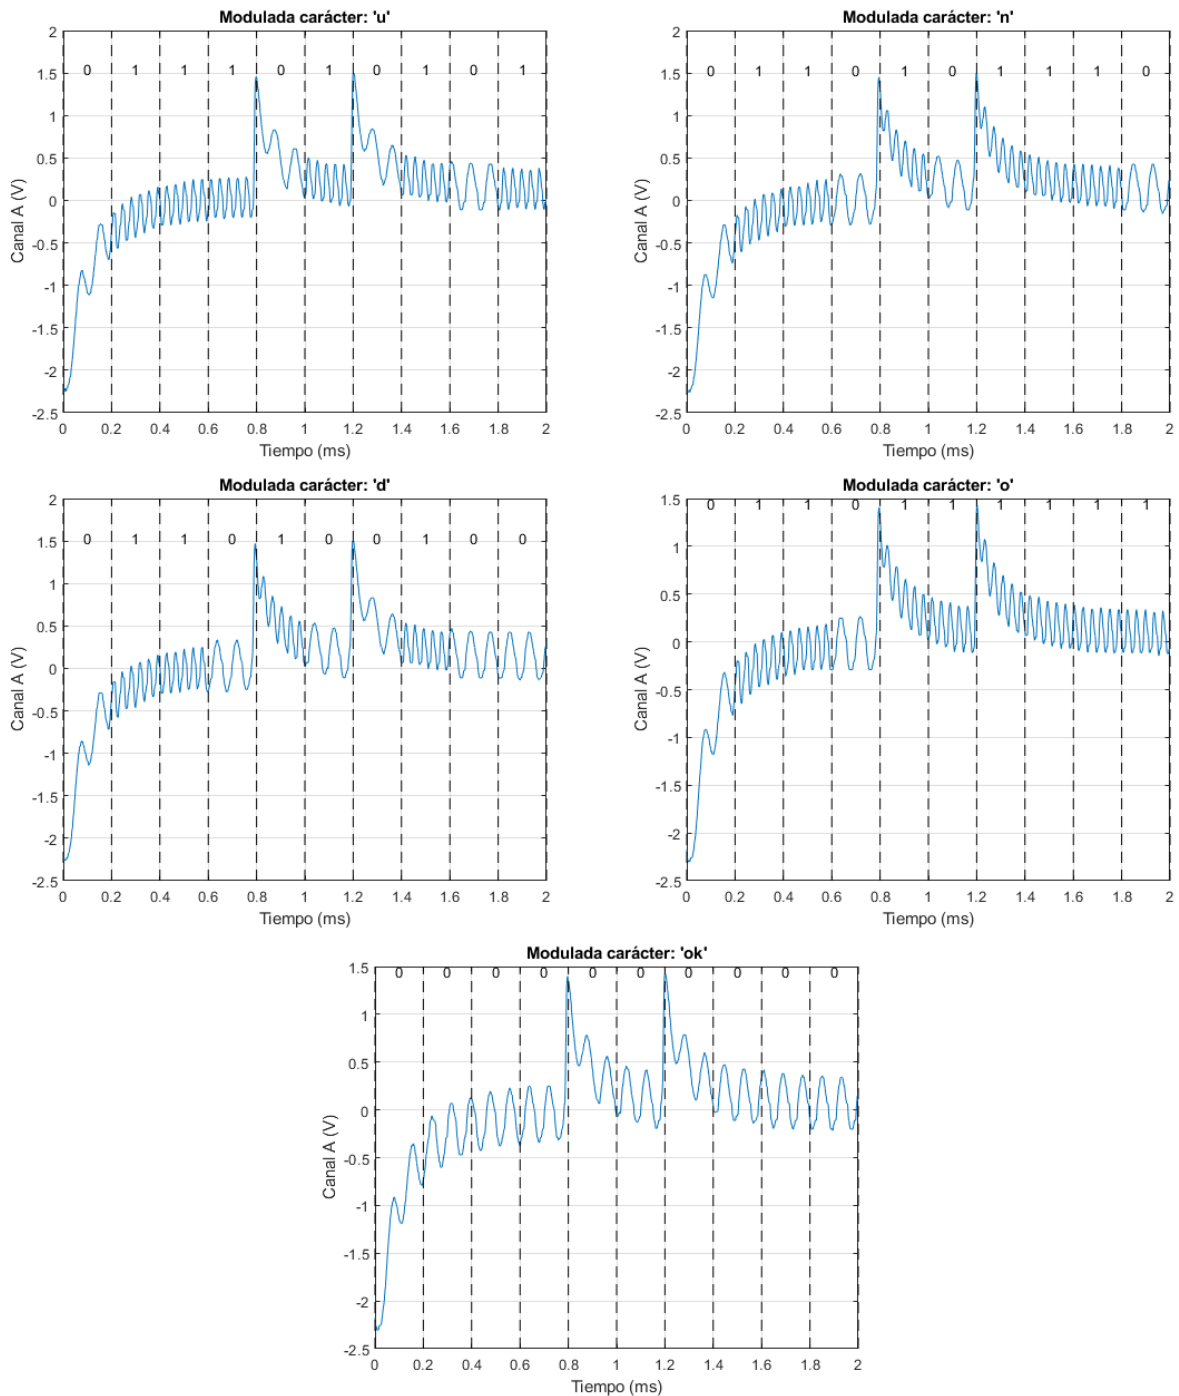 Modulada carácter: 'u'
2
1.5
1
0.5
0
-0.5
-1
-1.5
-2
-2.5
Canal A (V)
0 1 1 1 0 1 0 1 0 1
0 0.2 0.4 0.6 0.8 1 1.2 1.4 1.6 1.8 2
Tiempo (ms)
Modulada carácter: 'n'
2
1.5
1
0.5
0
-0.5
-1
-1.5
-2
-2.5
Canal A (V)
0 1 1 0 1 0 1 1 1 0
0 0.2 0.4 0.6 0.8 1 1.2 1.4 1.6 1.8 2
Tiempo (ms)
Modulada carácter: 'd'
2
1.5
1
0.5
0
-0.5
-1
-1.5
-2
-2.5
Canal A (V)
0 1 1 0 1 0 0 1 0 0
0 0.2 0.4 0.6 0.8 1 1.2 1.4 1.6 1.8 2
Tiempo (ms)
Modulada carácter: 'o'
1.5
1
0.5
0
-0.5
-1
-1.5
-2
-2.5
Canal A (V)
0 1 1 0 1 1 1 1 1 1
0 0.2 0.4 0.6 0.8 1 1.2 1.4 1.6 1.8 2
Tiempo (ms)
Modulada carácter: 'ok'
1.5
1
0.5
0
-0.5
-1
-1.5
-2
-2.5
Canal A (V)
0 0 0 0 0 0 0 0 0 0
0 0.2 0.4 0.6 0.8 1 1.2 1.4 1.6 1.8 2
Tiempo (ms)